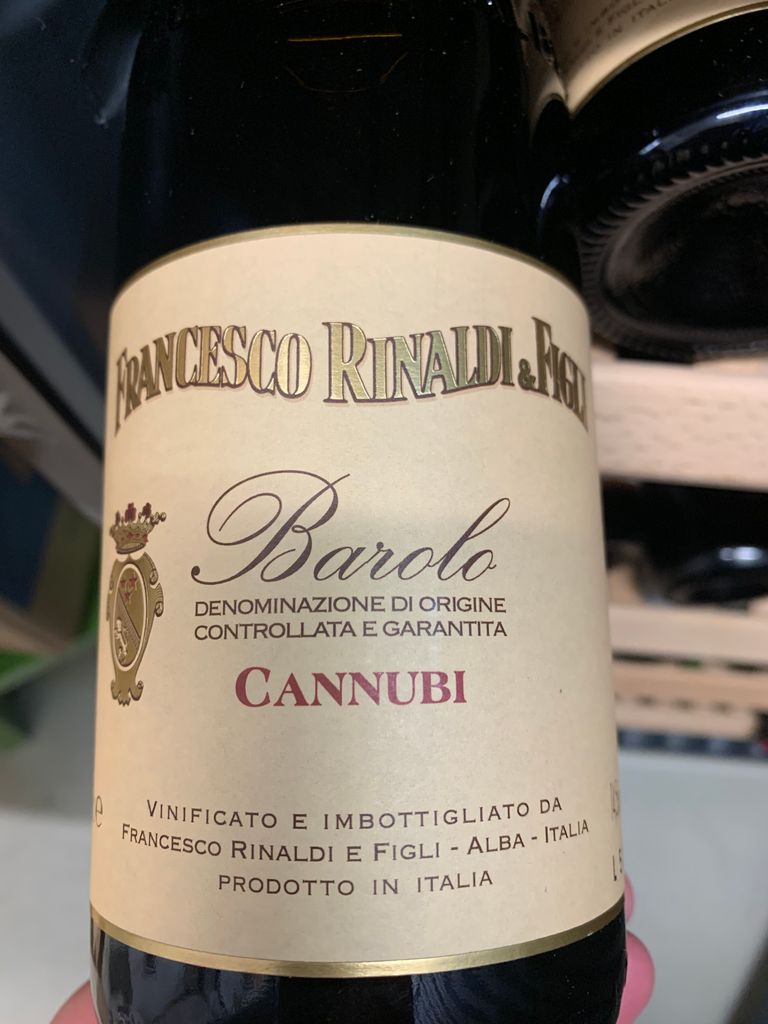 FRANCESCO RINALDI & FIGLI
Barolo
DENOMINAZIONE DI ORIGINE
CONTROLLATA E GARANTITA
CANNUBI
e
VINIFICATO E IMBOTTIGLIATO DA
FRANCESCO RINALDI E FIGLI - ALBA - ITALIA
PRODOTTO IN ITALIA